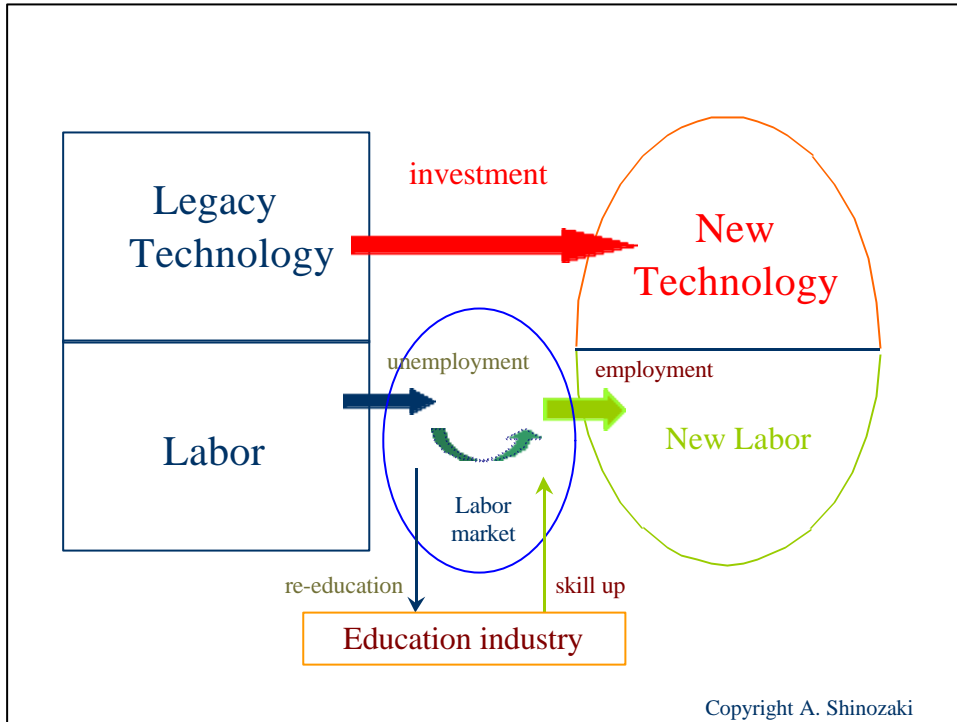 investment
Legacy
Technology
New
Technology
unemployment
employment
Labor
New Labor
Labor
market
re-education
skill up
Education industry
Copyright A. Shinozaki